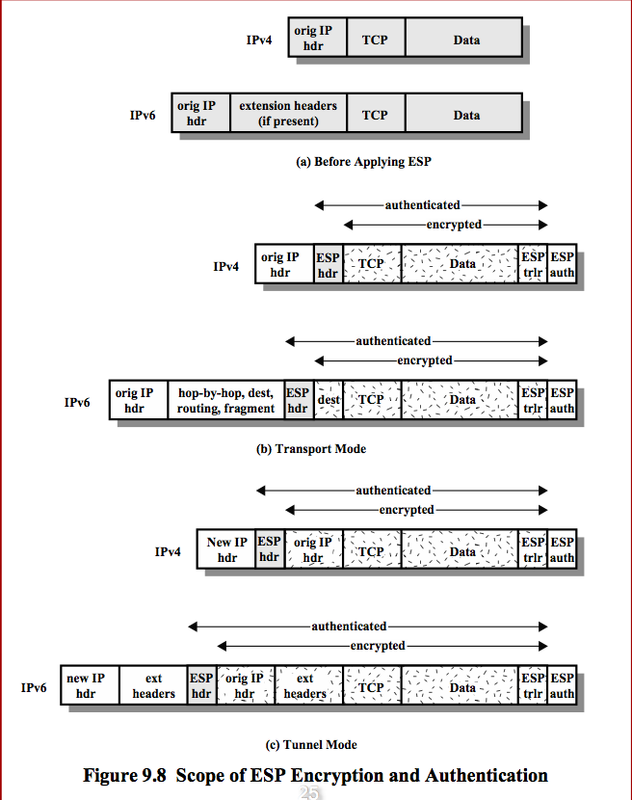 IPv4
orig IP
hdr
TCP
Data
IPv6
orig IP
hdr
extension headers
(if present)
TCP
Data
(a) Before Applying ESP
authenticated
encrypted
IPv4
orig IP
hdr
ESP
hdr
TCP
Data
ESP
trlr
ESP
auth
authenticated
encrypted
IPv6
orig IP
hdr
hop-by-hop, dest,
routing, fragment
ESP
hdr
dest
TCP
Data
ESP
trlr
ESP
auth
(b) Transport Mode
authenticated
encrypted
IPv4
New IP
hdr
ESP
hdr
orig IP
hdr
TCP
Data
ESP
trlr
ESP
auth
authenticated
encrypted
IPv6
new IP
hdr
ext
headers
ESP
hdr
orig IP
hdr
ext
headers
TCP
Data
ESP
trlr
ESP
auth
(c) Tunnel Mode
Figure 9.8 Scope of ESP Encryption and Authentication
25